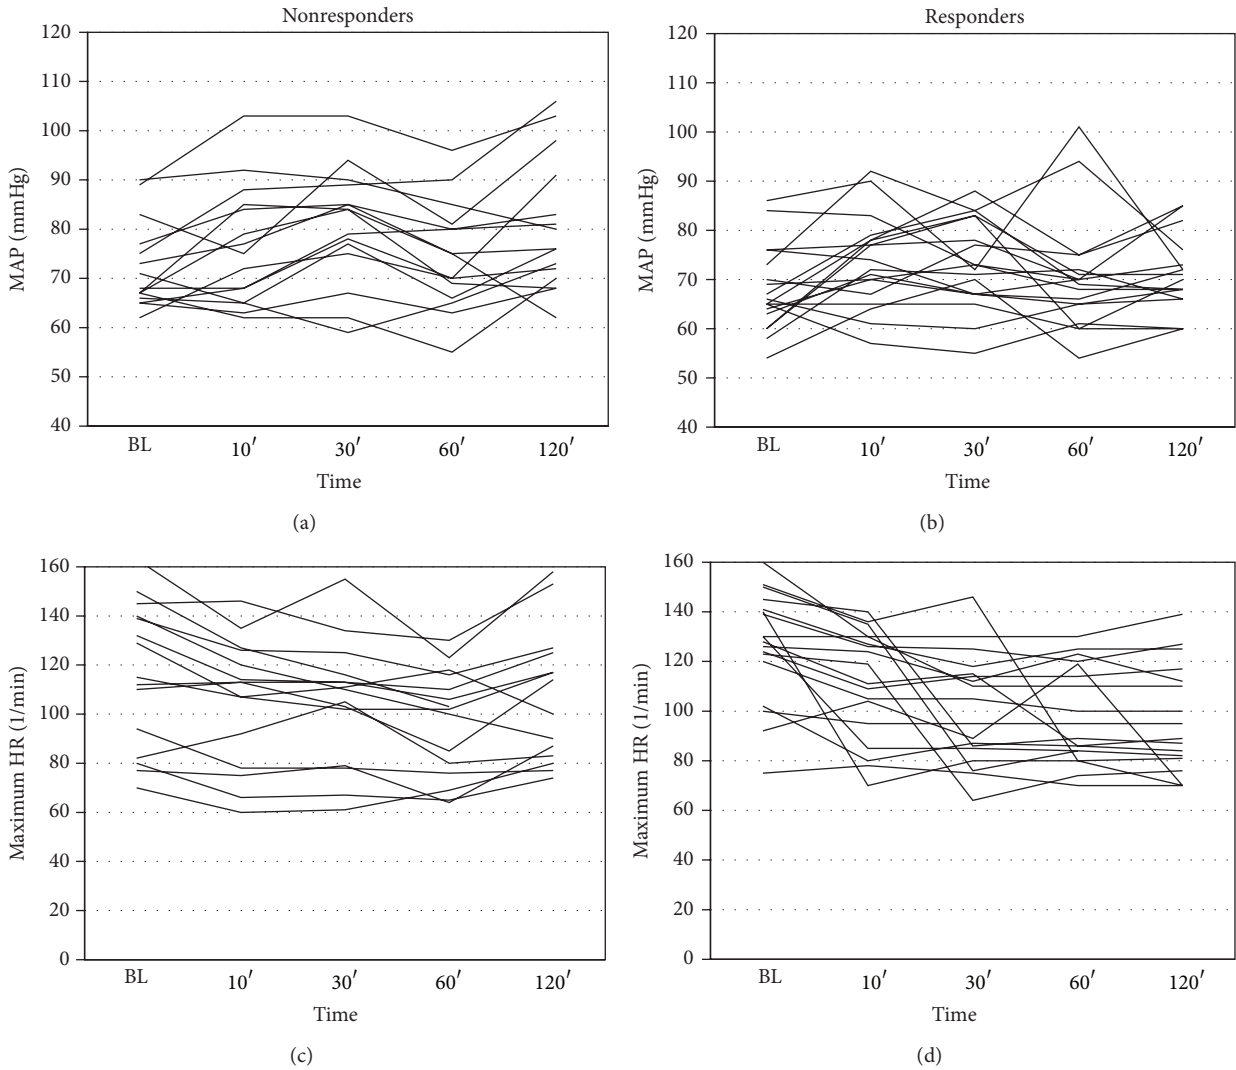 Nonresponders
120
110
100
90
80
70
60
50
40
MAP (mmHg)
BL 10′ 30′ 60′ 120′
Time
(a)
Responders
120
110
100
90
80
70
60
50
40
MAP (mmHg)
BL 10′ 30′ 60′ 120′
Time
(b)
160
140
120
100
80
60
40
20
0
Maximum HR (1/min)
BL 10′ 30′ 60′ 120′
Time
(c)
160
140
120
100
80
60
40
20
0
Maximum HR (1/min)
BL 10′ 30′ 60′ 120′
Time
(d)